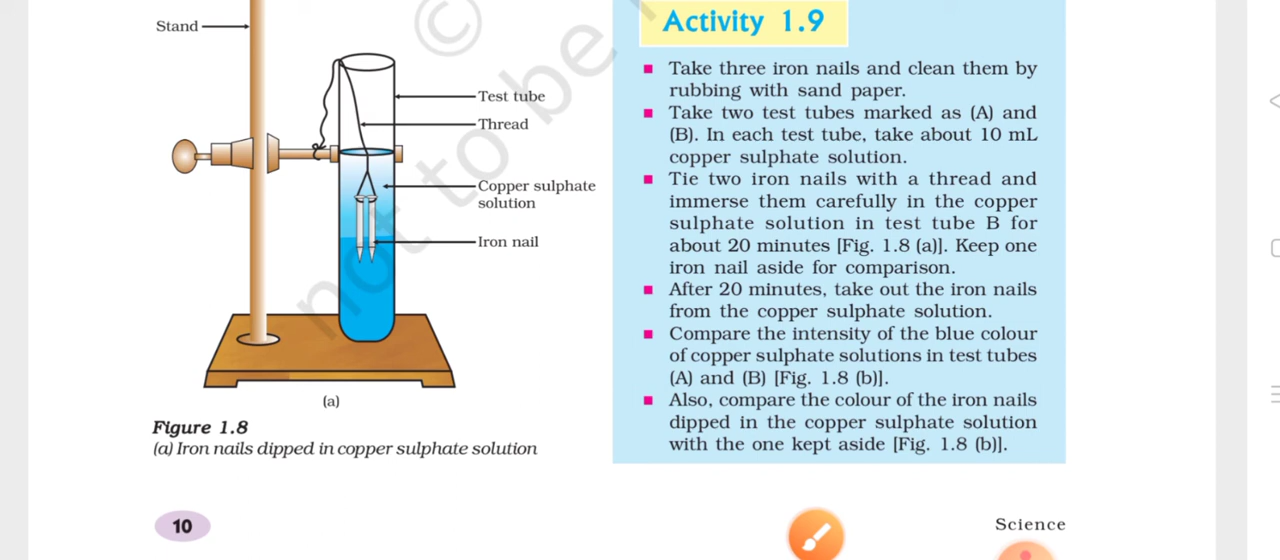 Stand
Test tube
Thread
Copper sulphate
solution
Iron nail
(a)
Figure 1.8
(a) Iron nails dipped in copper sulphate solution
10
Activity 1.9
■ Take three iron nails and clean them by
rubbing with sand paper.
■ Take two test tubes marked as (A) and
(B). In each test tube, take about 10 mL
copper sulphate solution.
■ Tie two iron nails with a thread and
immerse them carefully in the copper
sulphate solution in test tube B for
about 20 minutes [Fig. 1.8 (a)]. Keep one
iron nail aside for comparison.
■ After 20 minutes, take out the iron nails
from the copper sulphate solution.
■ Compare the intensity of the blue colour
of copper sulphate solutions in test tubes
(A) and (B) [Fig. 1.8 (b)].
■ Also, compare the colour of the iron nails
dipped in the copper sulphate solution
with the one kept aside [Fig. 1.8 (b)].
Science
©
not to be